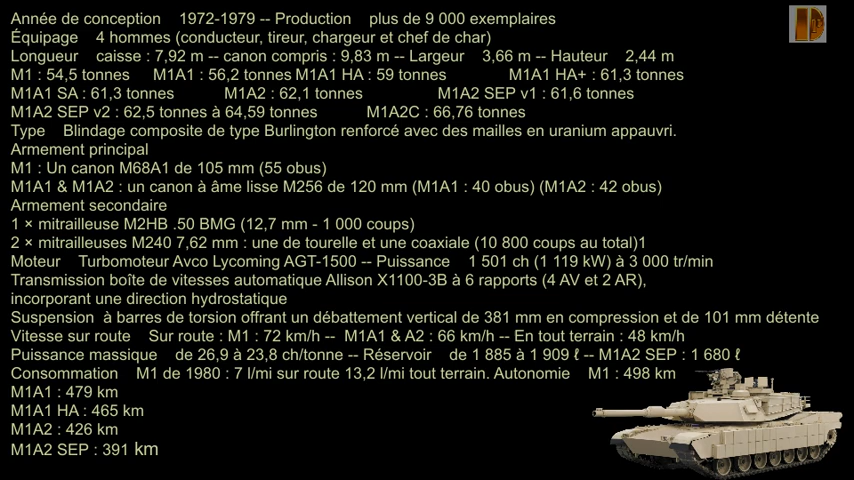 Année de conception    1972-1979 -- Production    plus de 9 000 exemplaires
Équipage    4 hommes (conducteur, tireur, chargeur et chef de char)
Longueur    caisse : 7,92 m -- canon compris : 9,83 m -- Largeur    3,66 m -- Hauteur    2,44 m
M1 : 54,5 tonnes    M1A1 : 56,2 tonnes M1A1 HA : 59 tonnes    M1A1 HA+ : 61,3 tonnes
M1A1 SA : 61,3 tonnes    M1A2 : 62,1 tonnes    M1A2 SEP v1 : 61,6 tonnes
M1A2 SEP v2 : 62,5 tonnes à 64,59 tonnes    M1A2C : 66,76 tonnes
Type    Blindage composite de type Burlington renforcé avec des mailles en uranium appauvri.
Armement principal
M1 : Un canon M68A1 de 105 mm (55 obus)
M1A1 & M1A2 : un canon à âme lisse M256 de 120 mm (M1A1 : 40 obus) (M1A2 : 42 obus)
Armement secondaire
1 × mitrailleuse M2HB .50 BMG (12,7 mm - 1 000 coups)
2 × mitrailleuses M240 7,62 mm : une de tourelle et une coaxiale (10 800 coups au total)1
Moteur    Turbomoteur Avco Lycoming AGT-1500 -- Puissance    1 501 ch (1 119 kW) à 3 000 tr/min
Transmission boîte de vitesses automatique Allison X1100-3B à 6 rapports (4 AV et 2 AR),
incorporant une direction hydrostatique
Suspension  à barres de torsion offrant un débattement vertical de 381 mm en compression et de 101 mm détente
Vitesse sur route    Sur route : M1 : 72 km/h --  M1A1 & A2 : 66 km/h -- En tout terrain : 48 km/h
Puissance massique    de 26,9 à 23,8 ch/tonne -- Réservoir    de 1 885 à 1 909 ℓ -- M1A2 SEP : 1 680 ℓ
Consommation    M1 de 1980 : 7 l/mi sur route 13,2 l/mi tout terrain. Autonomie    M1 : 498 km
M1A1 : 479 km
M1A1 HA : 465 km
M1A2 : 426 km
M1A2 SEP : 391 km